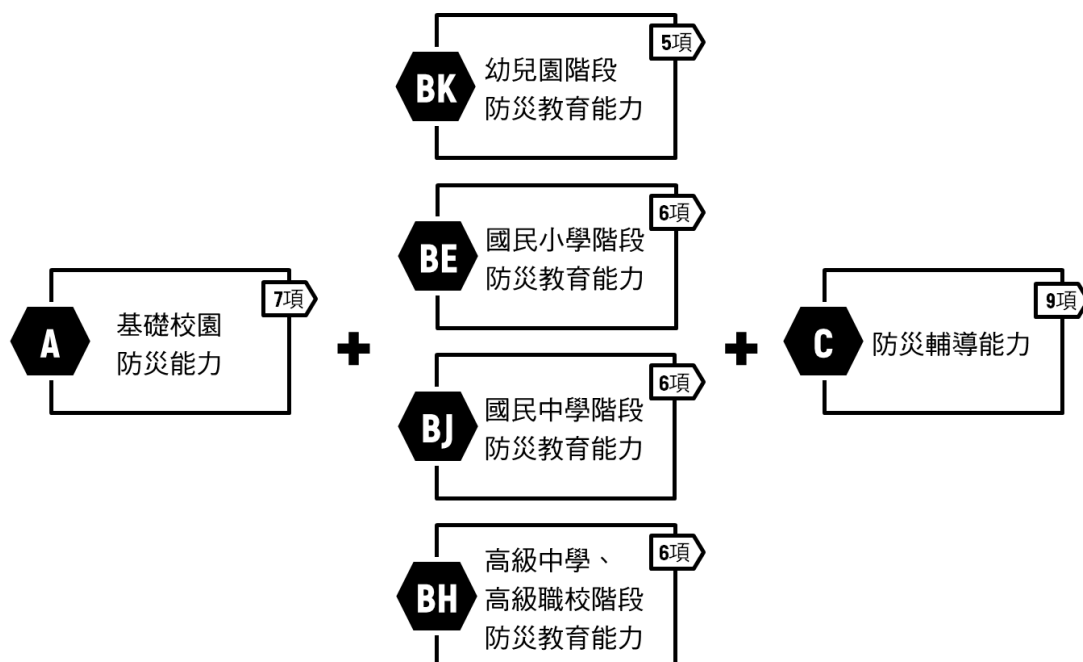 A
基礎校園
防災能力
7項
+
BK
幼兒園階段
防災教育能力
5項
BE
國民小學階段
防災教育能力
6項
BJ
國民中學階段
防災教育能力
6項
BH
高級中學、
高級職校階段
防災教育能力
6項
+
C
防災輔導能力
9項